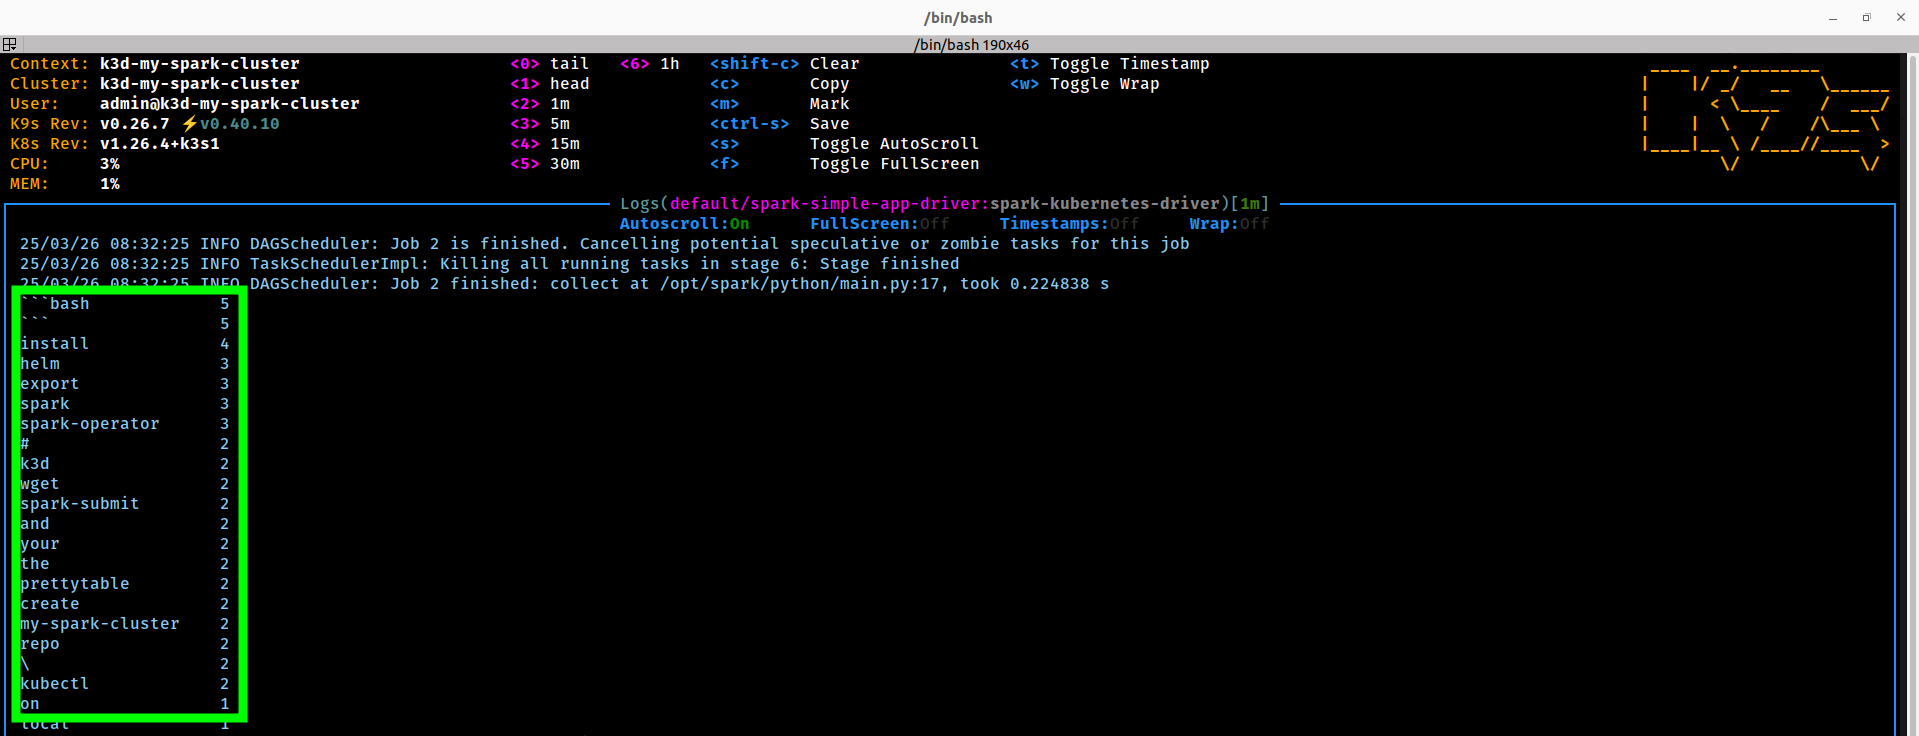 /bin/bash
/bin/bash 190x46
Context: k3d-my-spark-cluster <0> tail <6> 1h <shift-c> Clear <t> Toggle Timestamp
Cluster: k3d-my-spark-cluster <1> head <c> Copy <w> Toggle Wrap
User: admin@k3d-my-spark-cluster <2> 1m <m> Mark
K9s Rev: v0.26.7 ⚡v0.40.10 <3> 5m <ctrl-s> Save
K8s Rev: v1.26.4+k3s1 <4> 15m <s> Toggle AutoScroll
CPU: 3% <5> 30m <f> Toggle FullScreen
MEM: 1%
Logs(default/spark-simple-app-driver:spark-kubernetes-driver)[1m]
Autoscroll:On FullScreen:Off Timestamps:Off Wrap:Off
25/03/26 08:32:25 INFO DAGScheduler: Job 2 is finished. Cancelling potential speculative or zombie tasks for this job
25/03/26 08:32:25 INFO TaskSchedulerImpl: Killing all running tasks in stage 6: Stage finished
25/03/26 08:32:25 INFO DAGScheduler: Job 2 finished: collect at /opt/spark/python/main.py:17, took 0.224838 s
```bash 5
``` 5
install 4
helm 3
export 3
spark 3
spark-operator 3
# 2
k3d 2
wget 2
spark-submit 2
and 2
your 2
the 2
prettytable 2
create 2
my-spark-cluster 2
repo 2
\ 2
kubectl 2
on 1
local 1